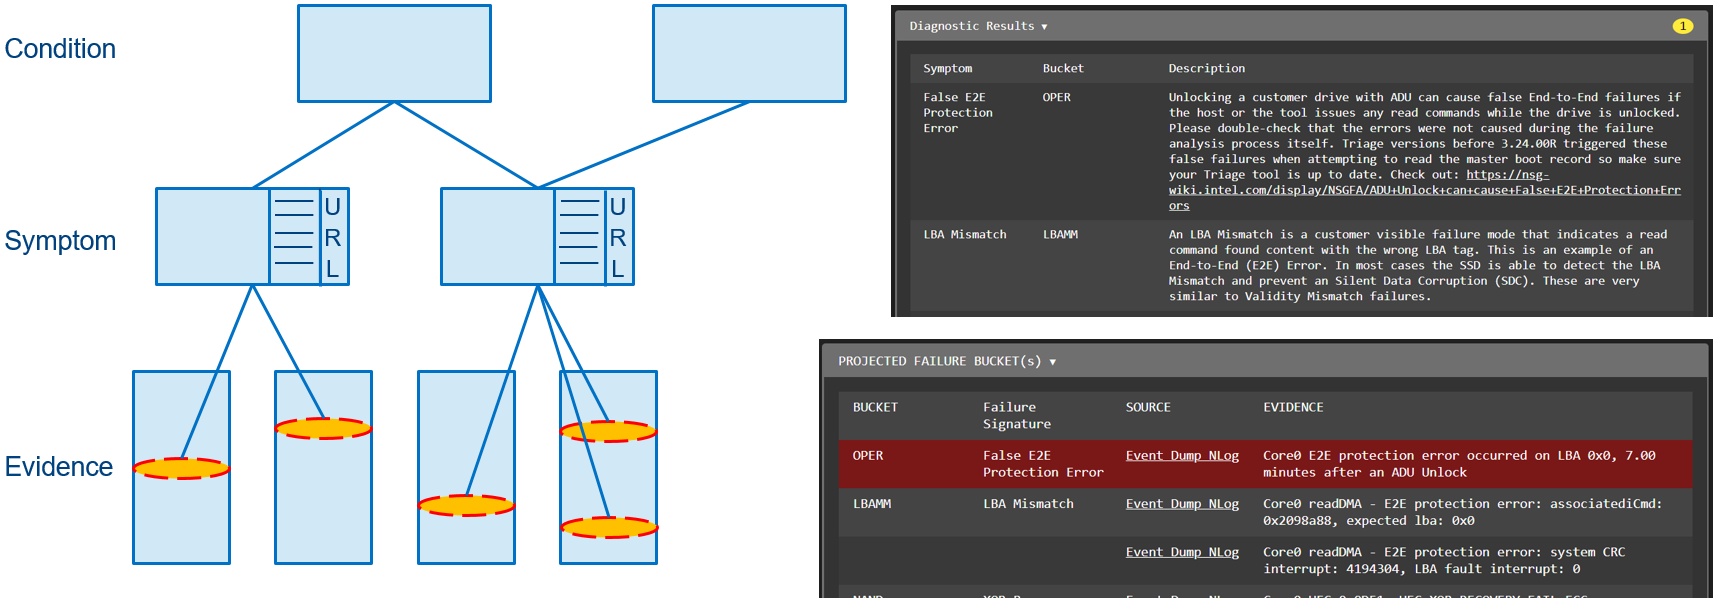 Condition
Symptom
Evidence
U
R
L
U
R
L
Diagnostic Results ▼
1
Symptom Bucket Description
False E2E Protection Error OPER Unlocking a customer drive with ADU can cause false End-to-End failures if
the host or the tool issues any read commands while the drive is unlocked.
Please double-check that the errors were not caused during the failure
analysis process itself. Triage versions before 3.24.00R triggered these
false failures when attempting to read the master boot record so make sure
your Triage tool is up to date. Check out: https://nsg-
wiki.intel.com/display/NSGFA/ADU+Unlock+can+cause+False+E2E+Protection+Err
ors
LBA Mismatch LBAMM An LBA Mismatch is a customer visible failure mode that indicates a read
command found content with the wrong LBA tag. This is an example of an
End-to-End (E2E) Error. In most cases the SSD is able to detect the LBA
Mismatch and prevent an Silent Data Corruption (SDC). These are very
similar to Validity Mismatch failures.
PROJECTED FAILURE BUCKET(s) ▼
BUCKET Failure Signature SOURCE EVIDENCE
OPER False E2E Protection Error Event Dump NLog Core0 E2E protection error occurred on LBA 0x0, 7.00
minutes after an ADU Unlock
LBAMM LBA Mismatch Event Dump NLog Core0 readDMA - E2E protection error: associatediCmd:
0x2098a88, expected lba: 0x0
Event Dump NLog Core0 readDMA - E2E protection error: system CRC
interrupt: 4194304, LBA fault interrupt: 0